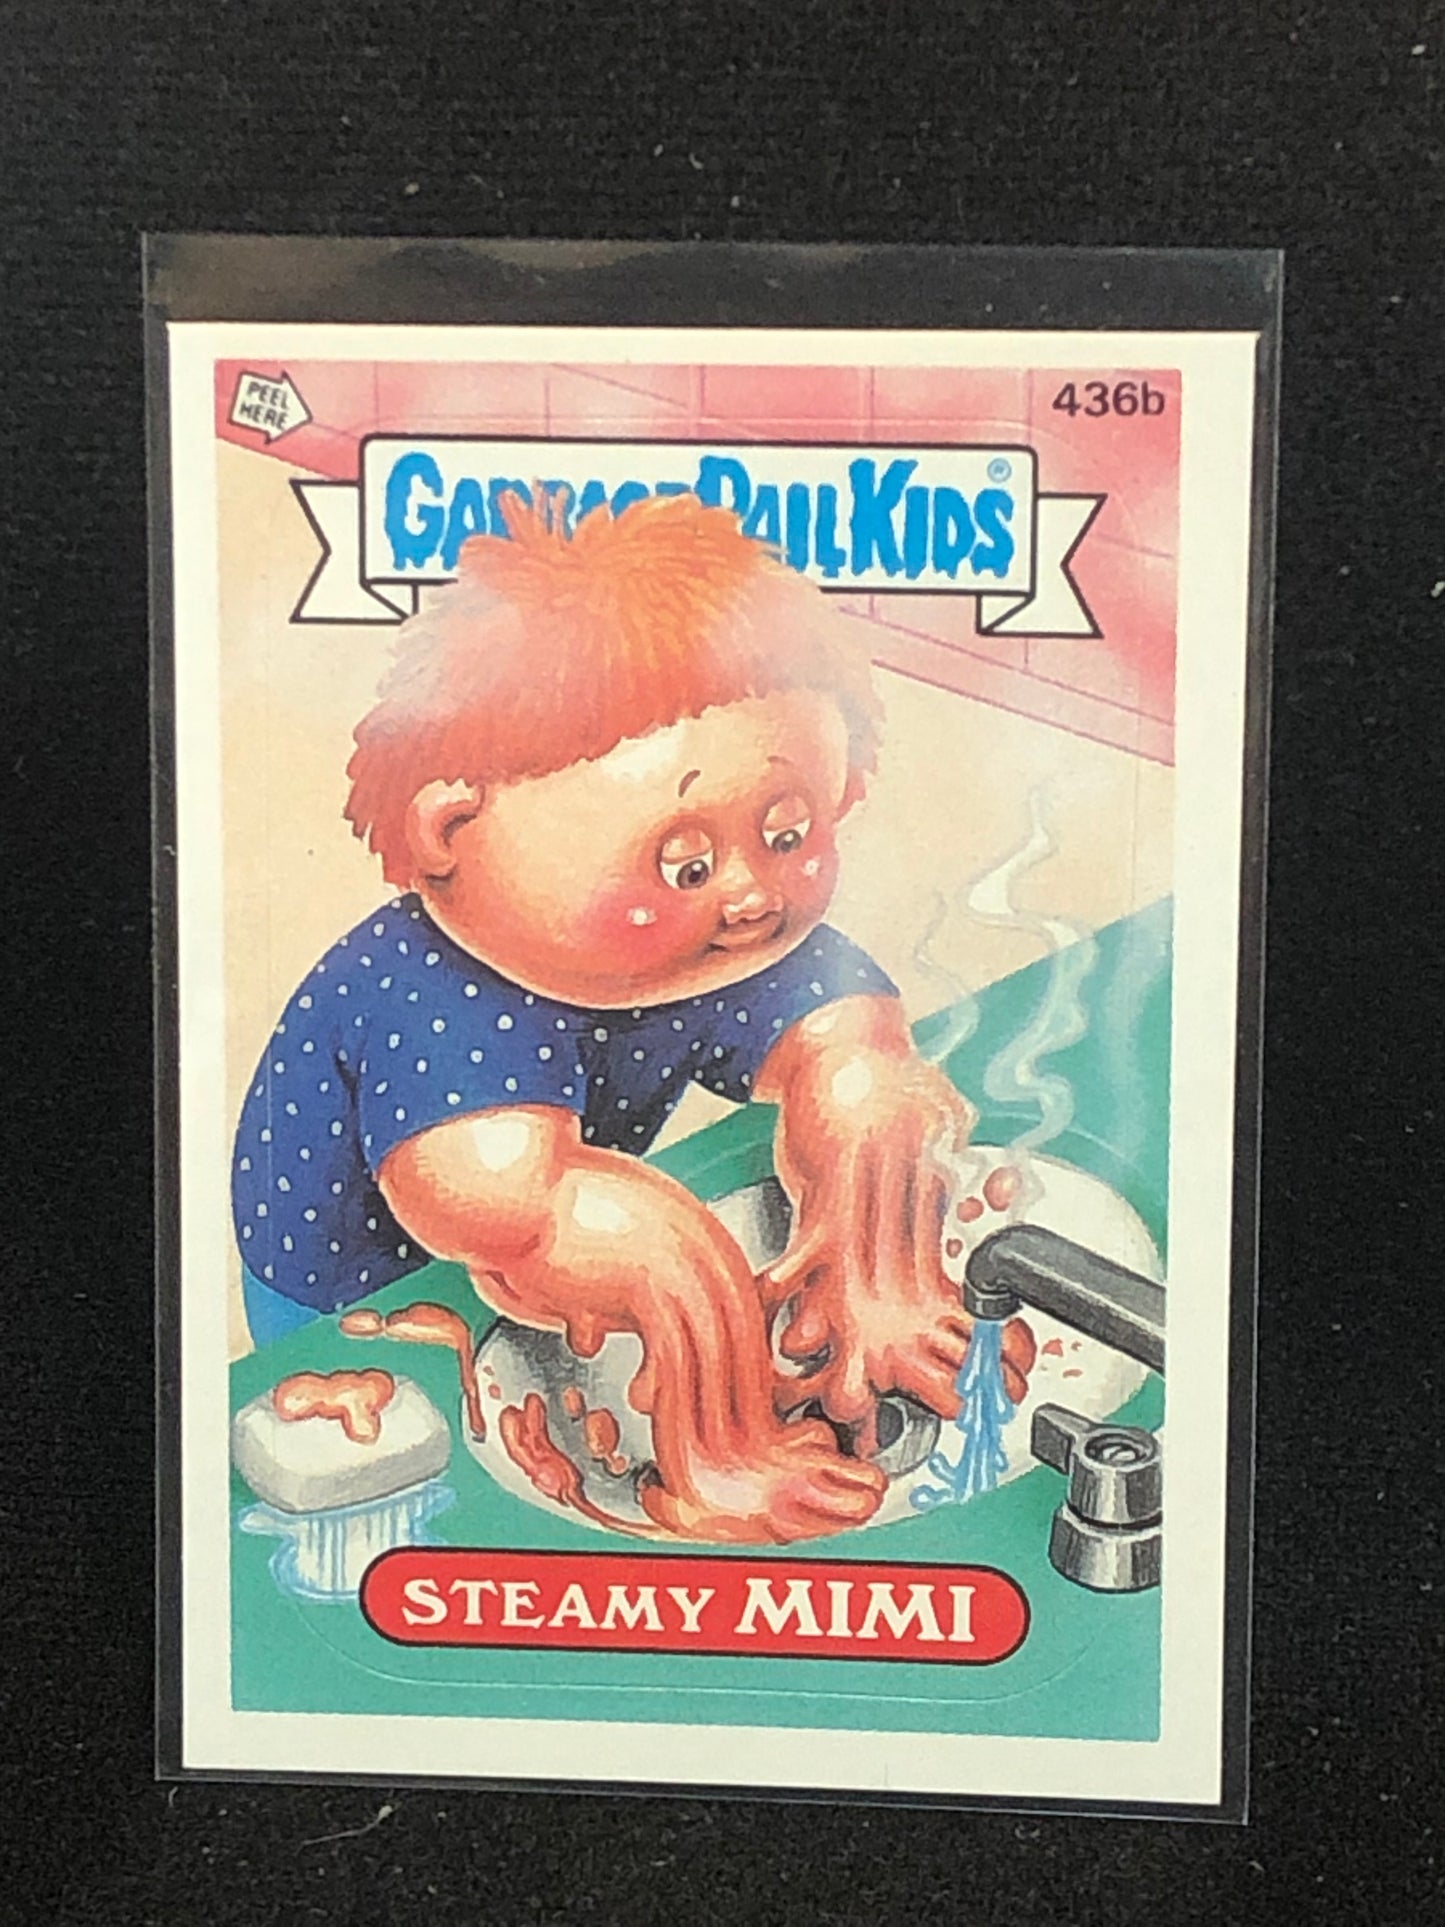 PEEL
HERE
436b
GARBAGE PAIL KIDS ®
STEAMY MIMI